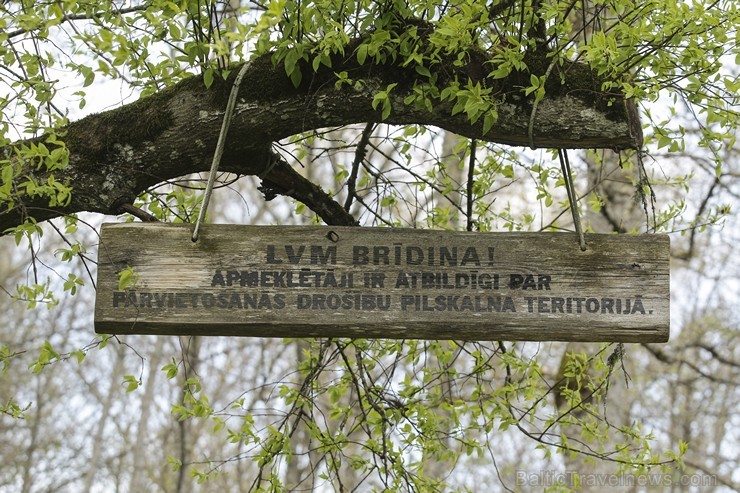 LVM BRĪDINA!
APMEKLĒTĀJI IR ATBILDĪGI PAR
PĀRVIETOŠANĀS DROŠĪBU PILSKALNA TERITORIJĀ.
BalticTravelnews.com